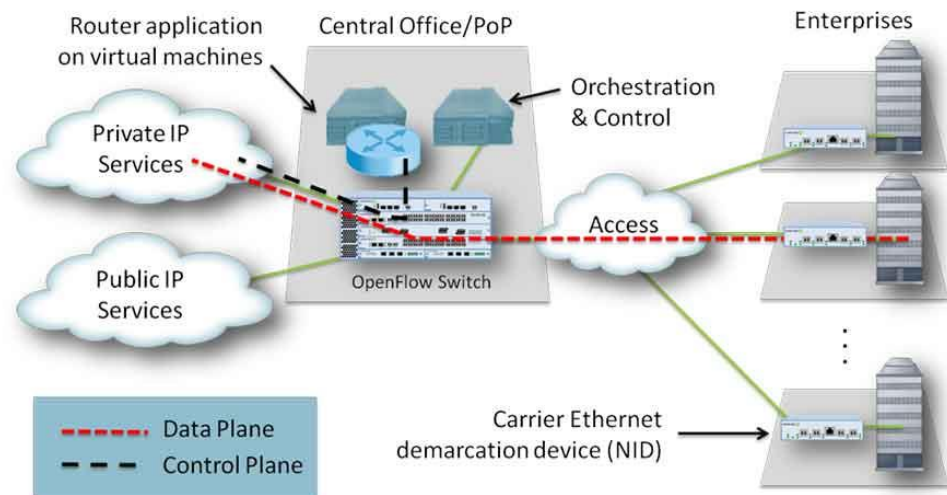 Router application
on virtual machines
Central Office/PoP
Enterprises
Orchestration
& Control
Private IP
Services
Access
OpenFlow Switch
Public IP
Services
Data Plane
Control Plane
Carrier Ethernet
demarcation device (NID)